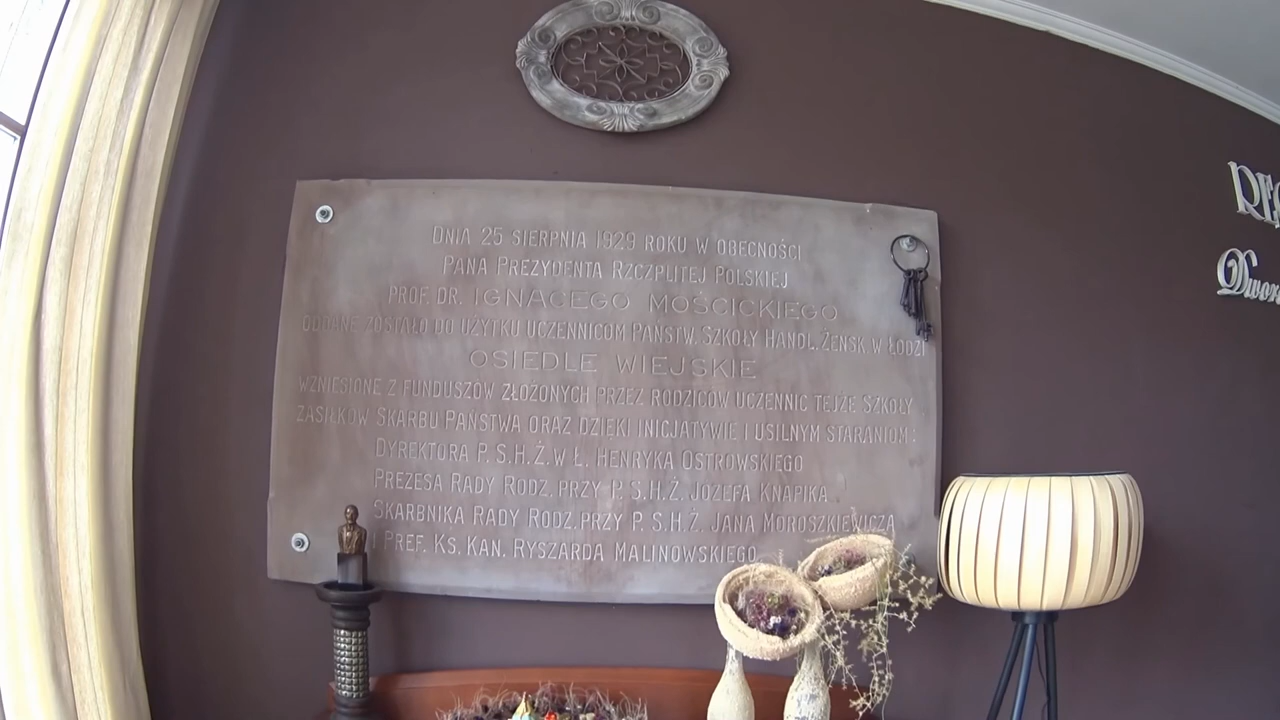 DNIA 25 SIERPNIA 1929 ROKU W OBECNOŚCI
PANA PREZYDENTA RZCZPLITEJ POLSKIEJ
PROF. DR. IGNACEGO MOŚCICKIEGO
ODDANE ZOSTAŁO DO UŻYTKU UCZENNICOM PAŃSTW. SZKOŁY HANDL. ŻEŃSK. W ŁODZI
OSIEDLE WIEJSKIE
WZNIESIONE Z FUNDUSZÓW ZŁOŻONYCH PRZEZ RODZICÓW UCZENNIC TEJŻE SZKOŁY
ZASIŁKÓW SKARBU PAŃSTWA ORAZ DZIĘKI INICJATYWIE I USILNYM STARANIOM:
DYREKTORA P. S.H.Ż. W Ł. HENRYKA OSTROWSKIEGO
PREZESA RADY RODZ. PRZY P. S.H.Ż. JÓZEFA KNAPIKA
SKARBNIKA RADY RODZ. PRZY P. S.H.Ż. JANA MOROSZKIEWICZA
I PREF. KS. KAN. RYSZARDA MALINOWSKIEGO